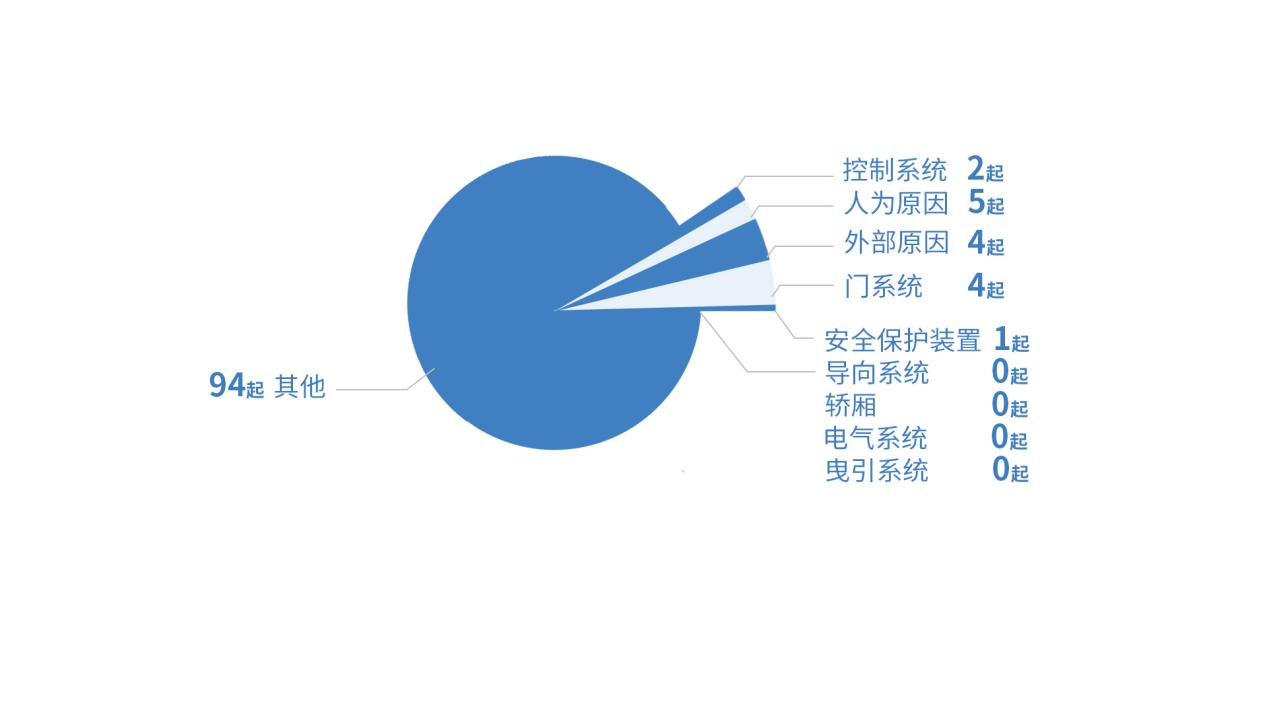 控制系统 2起
人为原因 5起
外部原因 4起
门系统 4起
安全保护装置 1起
导向系统 0起
94起 其他
轿厢 0起
电气系统 0起
曳引系统 0起